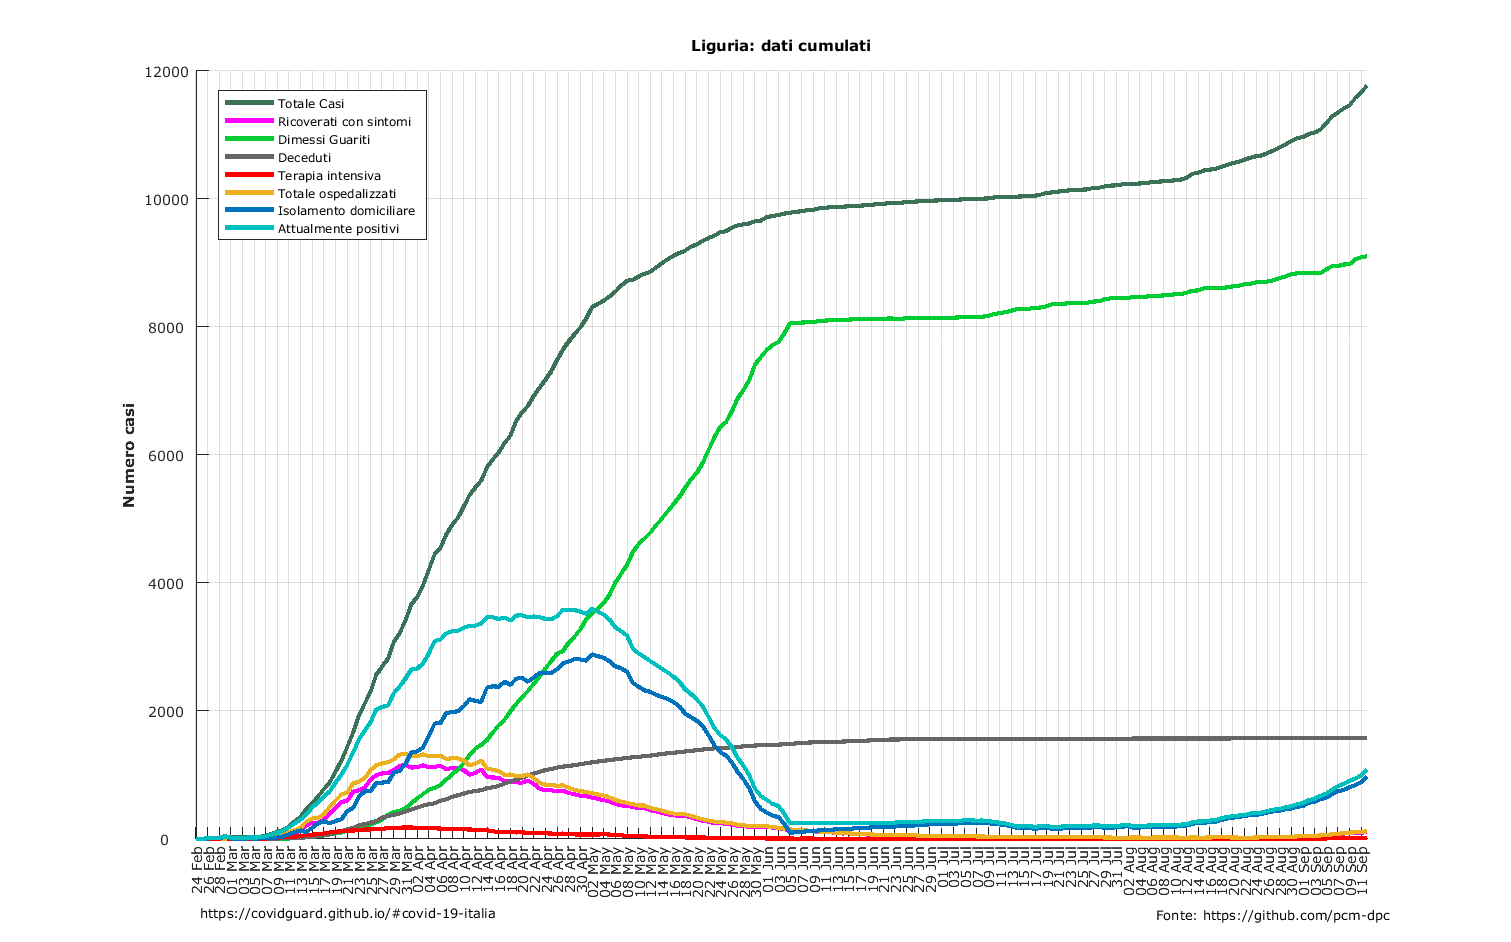 Liguria: dati cumulati
12000
10000
8000
6000
4000
2000
0
Numero casi
Totale Casi
Ricoverati con sintomi
Dimessi Guariti
Deceduti
Terapia intensiva
Totale ospedalizzati
Isolamento domiciliare
Attualmente positivi
24 Feb
26 Feb
28 Feb
01 Mar
03 Mar
05 Mar
07 Mar
09 Mar
11 Mar
13 Mar
15 Mar
17 Mar
19 Mar
21 Mar
23 Mar
25 Mar
27 Mar
29 Mar
31 Mar
02 Apr
04 Apr
06 Apr
08 Apr
10 Apr
12 Apr
14 Apr
16 Apr
18 Apr
20 Apr
22 Apr
24 Apr
26 Apr
28 Apr
30 Apr
02 May
04 May
06 May
08 May
10 May
12 May
14 May
16 May
18 May
20 May
22 May
24 May
26 May
28 May
30 May
01 Jun
03 Jun
05 Jun
07 Jun
09 Jun
11 Jun
13 Jun
15 Jun
17 Jun
19 Jun
21 Jun
23 Jun
25 Jun
27 Jun
29 Jun
01 Jul
03 Jul
05 Jul
07 Jul
09 Jul
11 Jul
13 Jul
15 Jul
17 Jul
19 Jul
21 Jul
23 Jul
25 Jul
27 Jul
29 Jul
31 Jul
02 Aug
04 Aug
06 Aug
08 Aug
10 Aug
12 Aug
14 Aug
16 Aug
18 Aug
20 Aug
22 Aug
24 Aug
26 Aug
28 Aug
30 Aug
01 Sep
03 Sep
05 Sep
07 Sep
09 Sep
11 Sep
https://covidguard.github.io/#covid-19-italia
Fonte: https://github.com/pcm-dpc